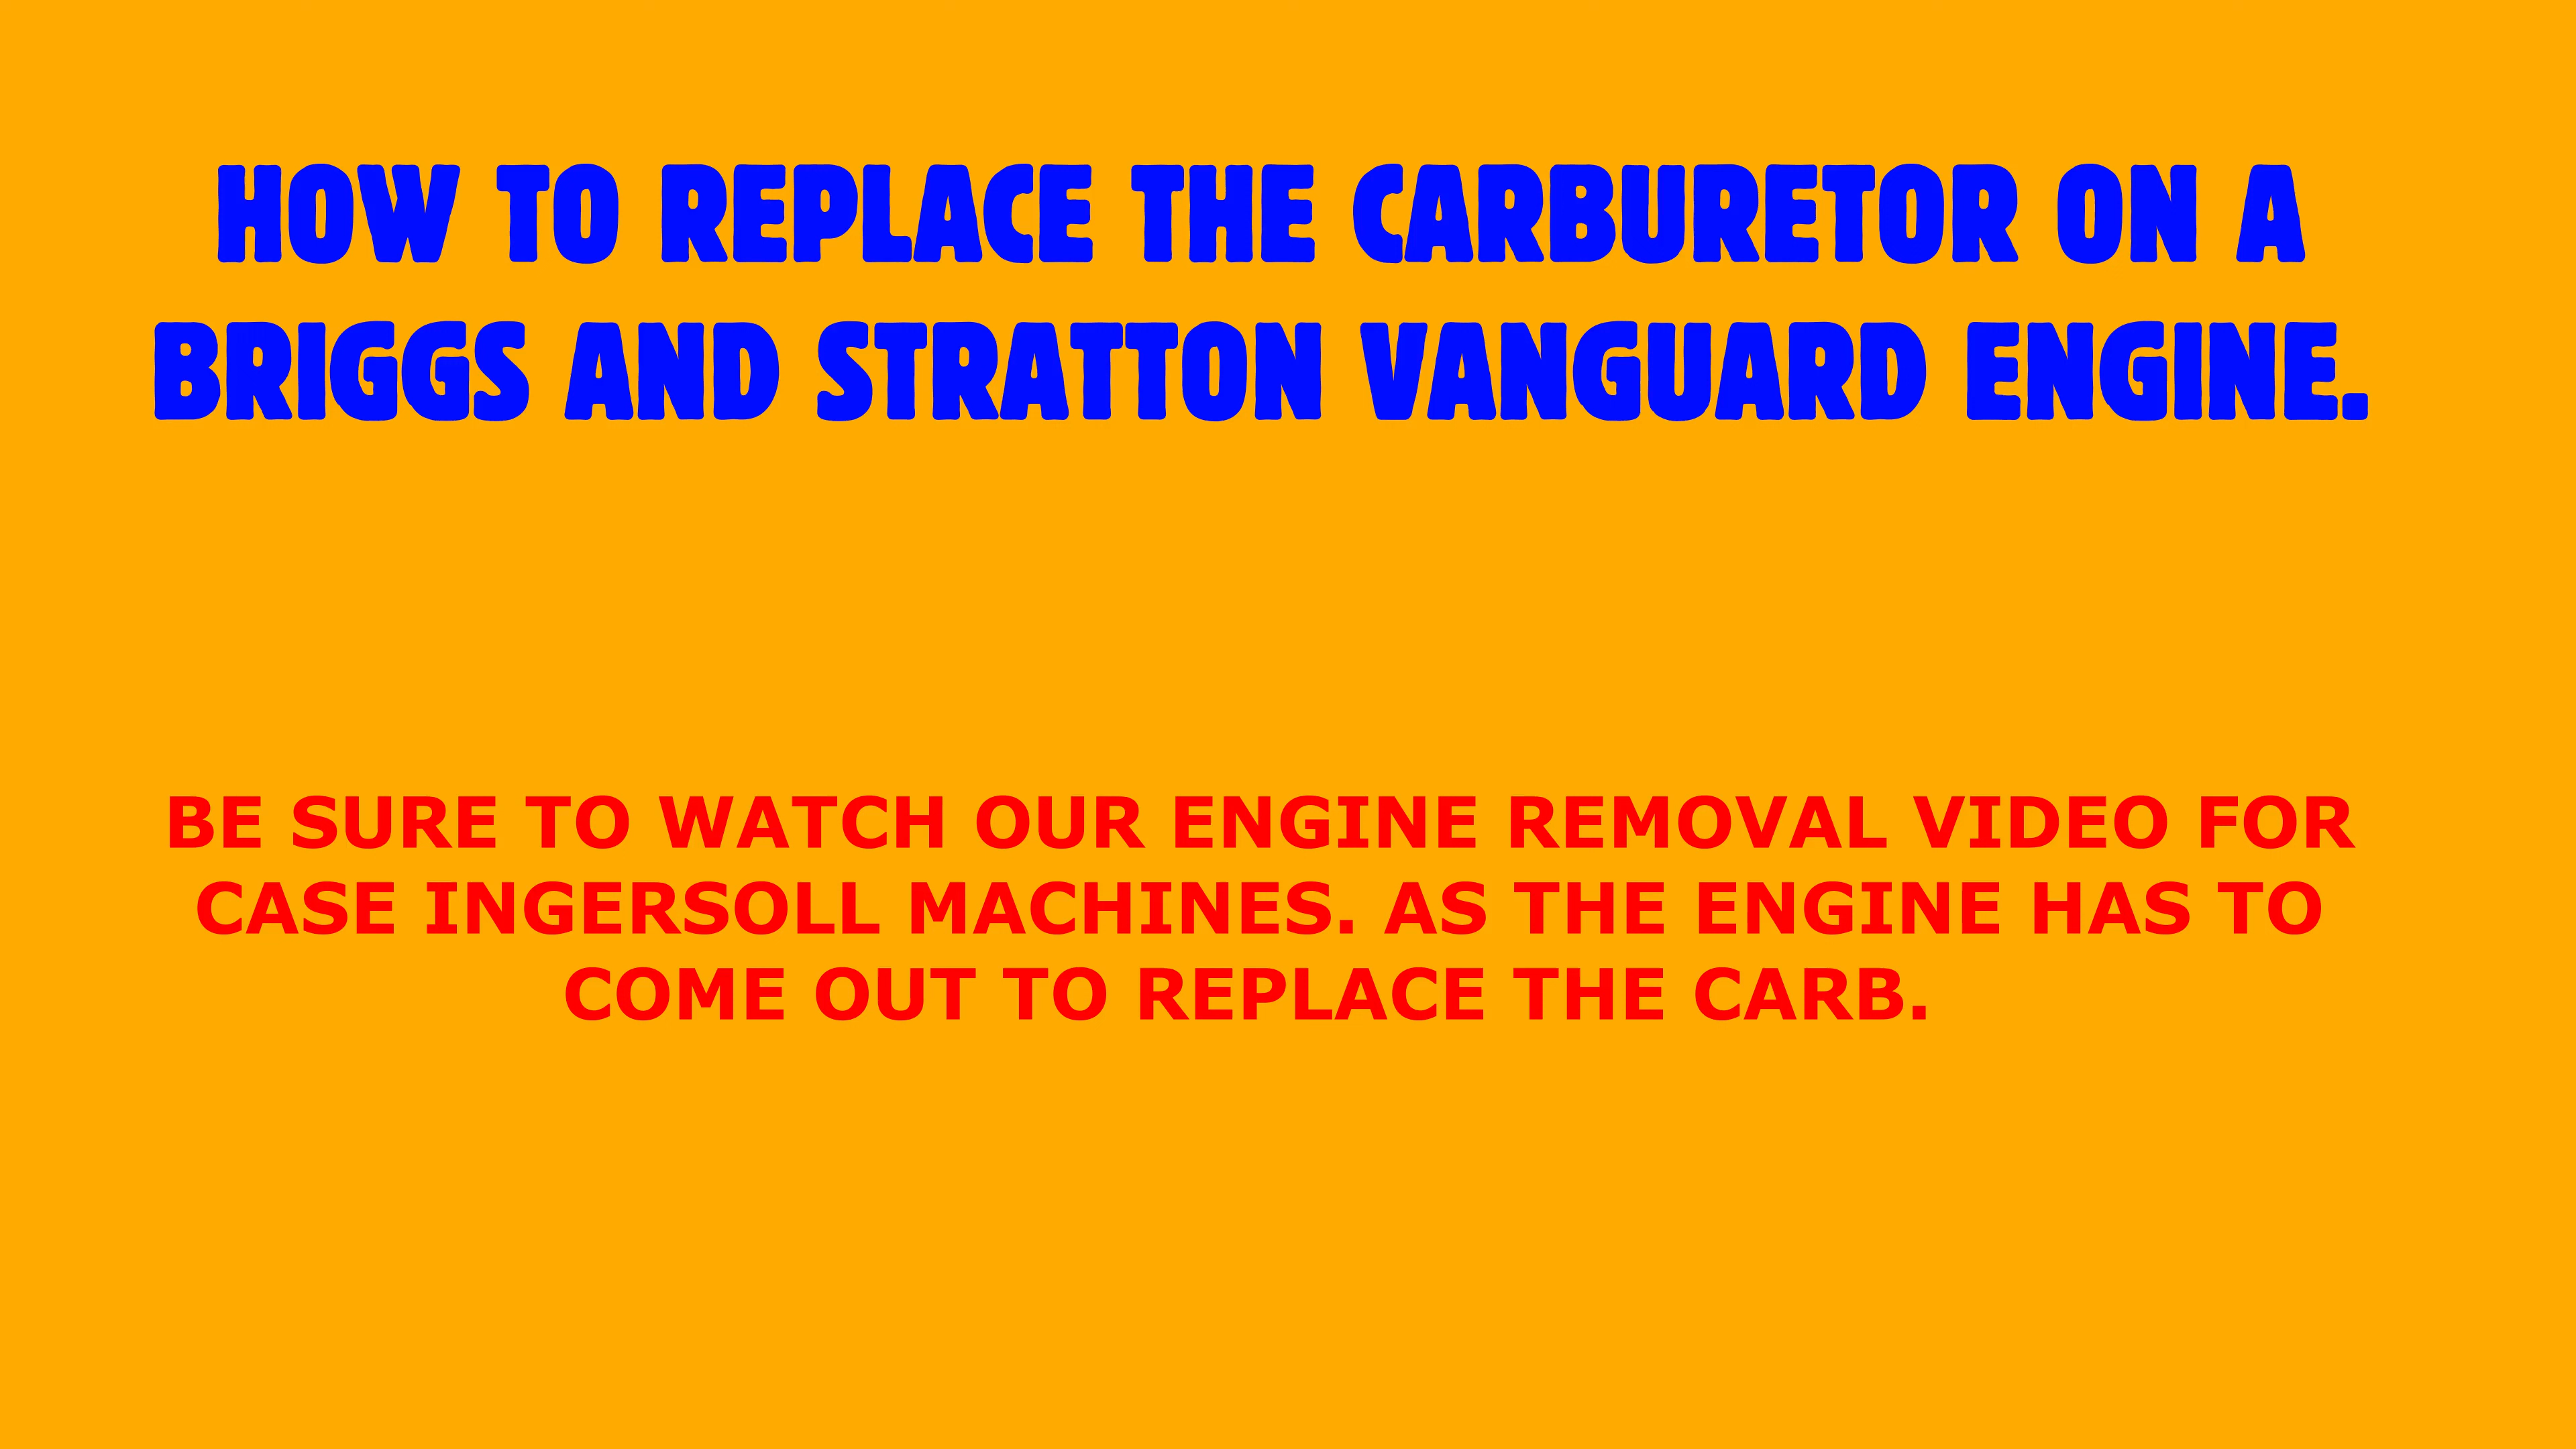 HOW TO REPLACE THE CARBURETOR ON A
BRIGGS AND STRATTON VANGUARD ENGINE.
BE SURE TO WATCH OUR ENGINE REMOVAL VIDEO FOR
CASE INGERSOLL MACHINES. AS THE ENGINE HAS TO
COME OUT TO REPLACE THE CARB.